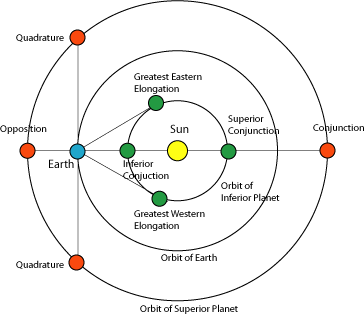 Quadrature
Greatest Eastern
Elongation
Sun
Superior
Conjunction
Opposition
Conjunction
Earth
Inferior
Conjuction
Orbit of
Inferior Planet
Greatest Western
Elongation
Orbit of Earth
Quadrature
Orbit of Superior Planet